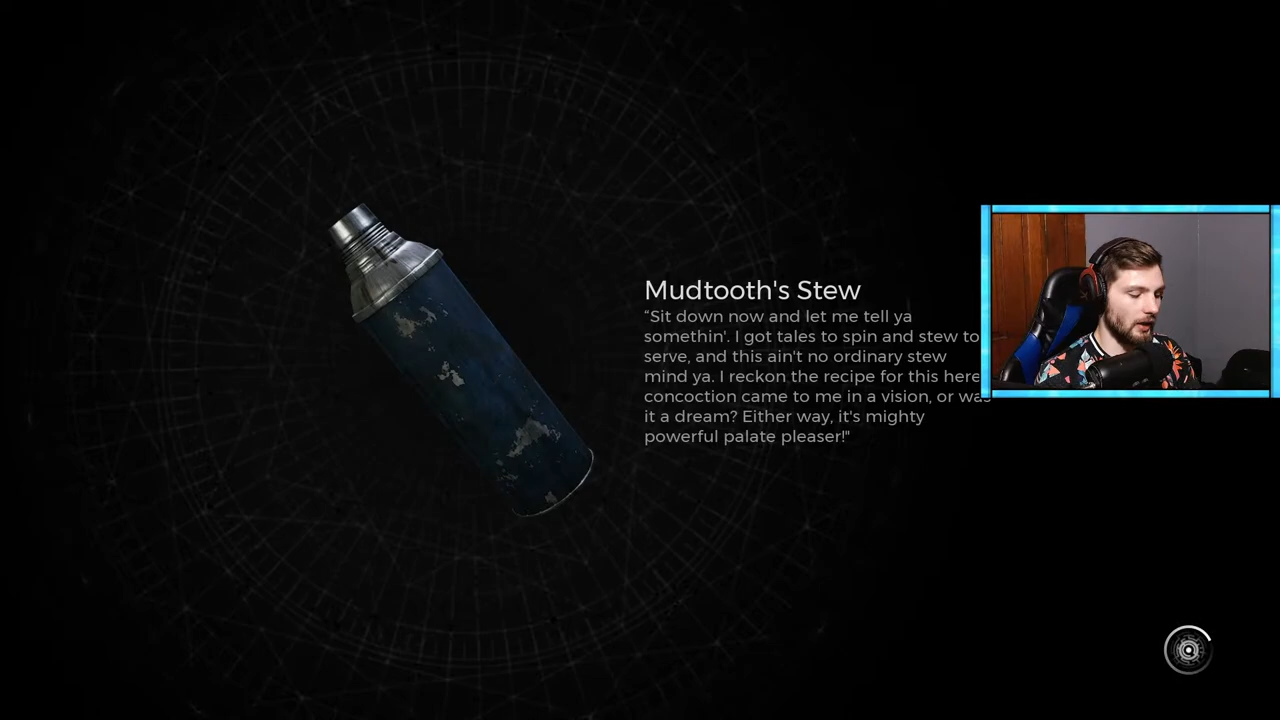 Mudtooth's Stew
“Sit down now and let me tell ya
somethin'. I got tales to spin and stew to
serve, and this ain't no ordinary stew
mind ya. I reckon the recipe for this here
concoction came to me in a vision, or was
it a dream? Either way, it's mighty
powerful palate pleaser!"